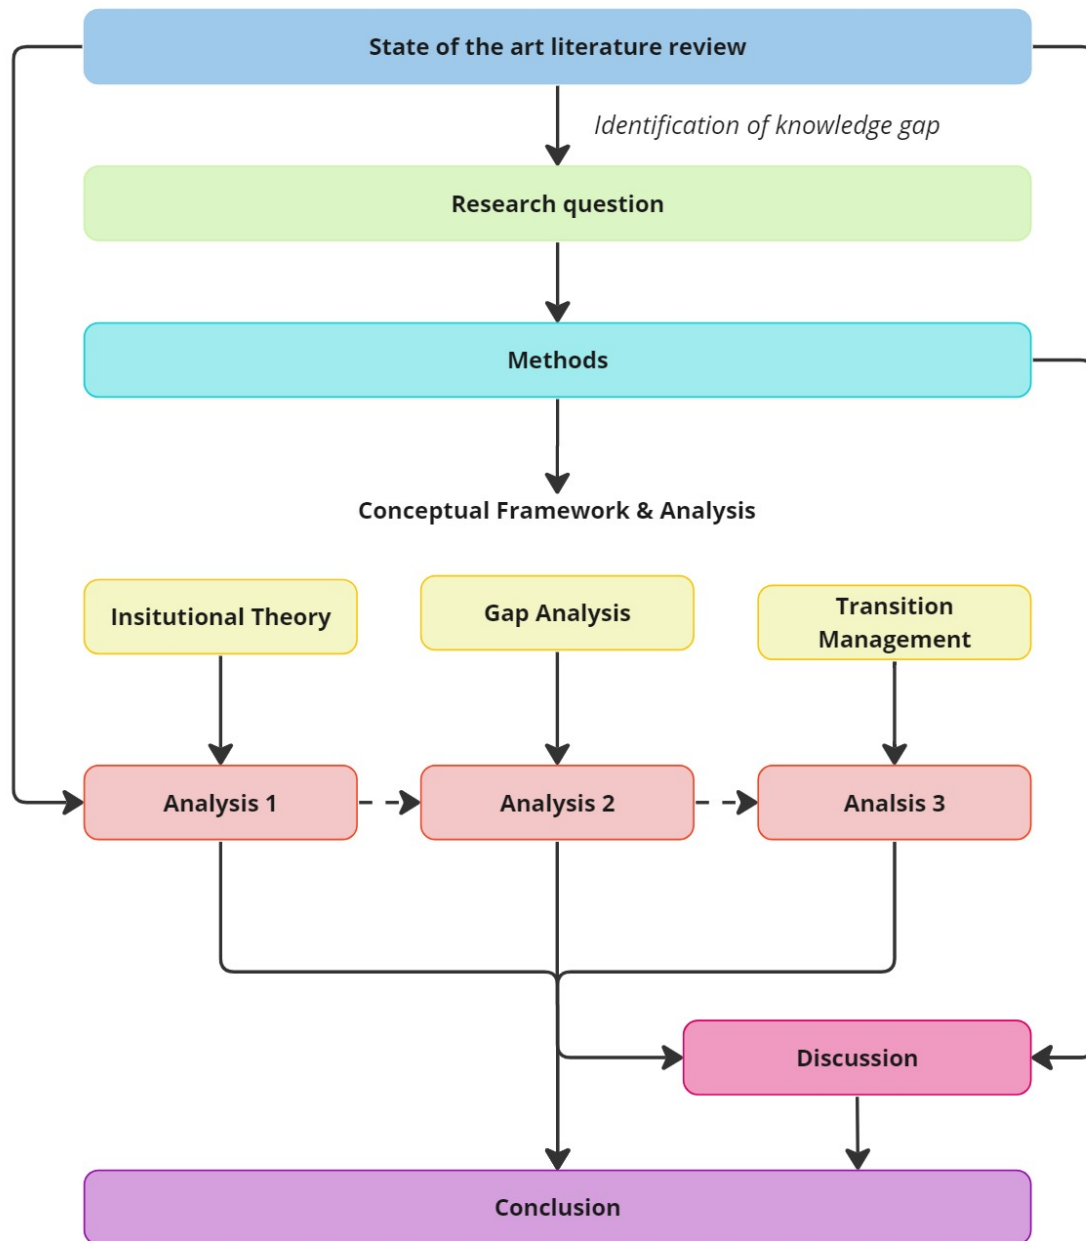 State of the art literature review
Identification of knowledge gap
Research question
Methods
Conceptual Framework & Analysis
Insitutional Theory
Gap Analysis
Transition
Management
Analysis 1
Analysis 2
Analsis 3
Discussion
Conclusion